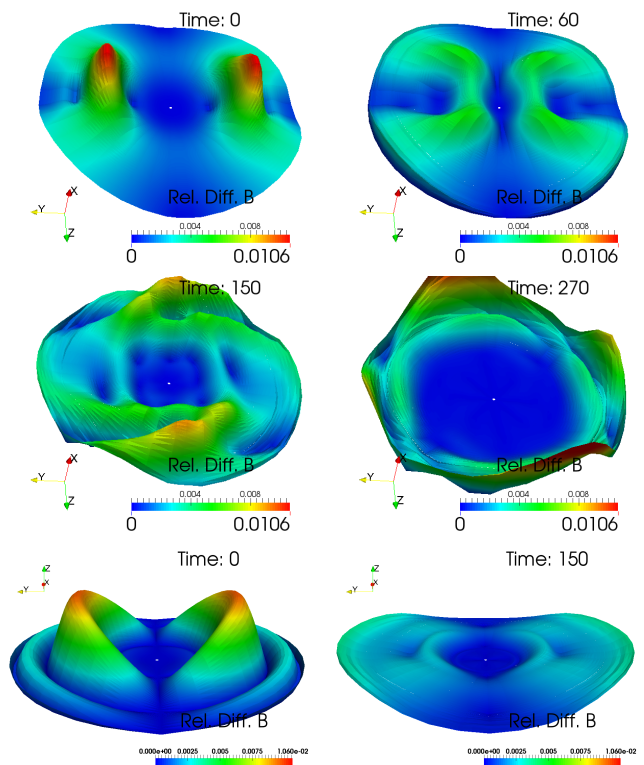 Time: 0
Time: 60
X
Y
Z
Rel. Diff. B
0.004 0.008
0 0.0106
X
Y
Z
Rel. Diff. B
0.004 0.008
0 0.0106
Time: 150
Time: 270
X
Y
Z
Rel. Diff. B
0.004 0.008
0 0.0106
X
Y
Z
Rel. Diff. B
0.004 0.008
0 0.0106
Time: 0
Time: 150
Z
X
Y
Z
X
Y
Rel. Diff. B
0.000e+00 0.0025 0.005 0.0075 1.060e-02
Rel. Diff. B
0.000e+00 0.0025 0.005 0.0075 1.060e-02